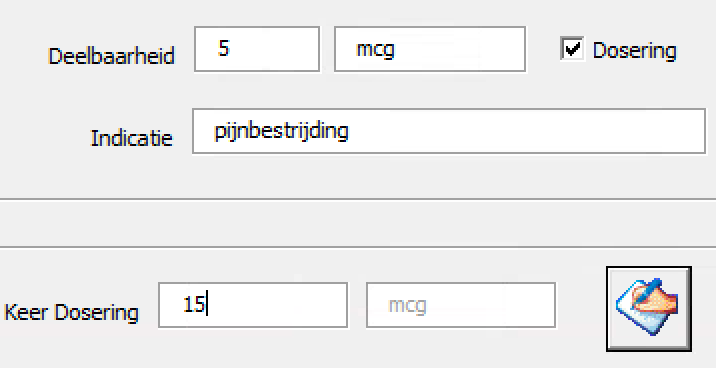 Deelbaarheid 5 mcg Dosering
Indicatie pijnbestrijding
Keer Dosering 15 mcg